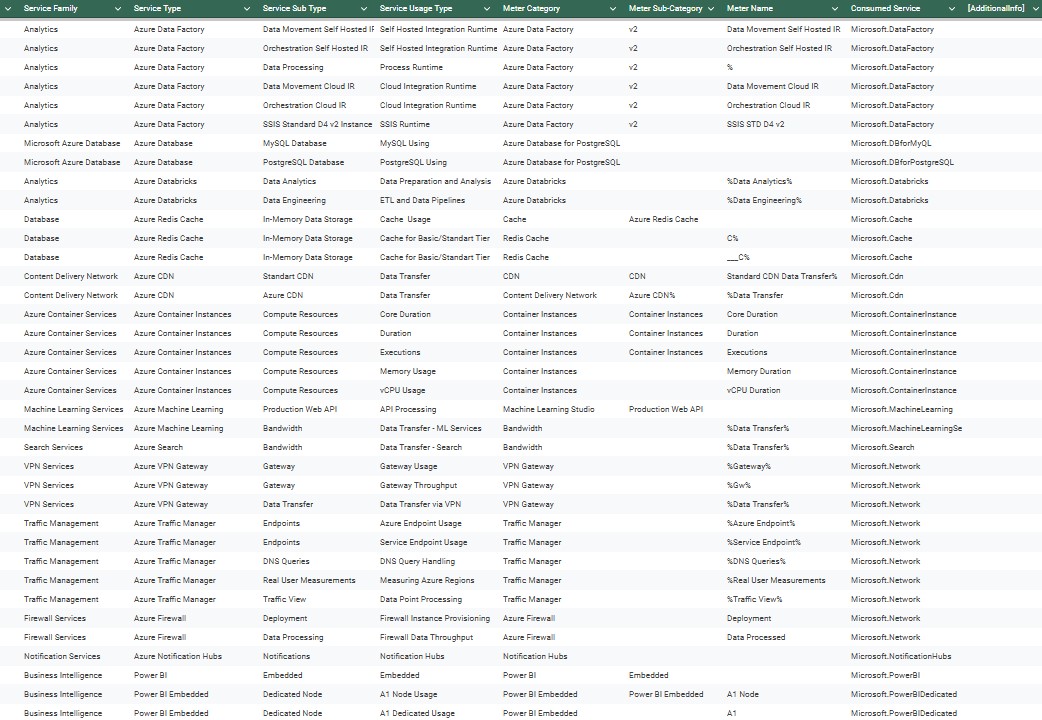 Service Family Service Type Service Sub Type Service Usage Type Meter Category Meter Sub-Category Meter Name Consumed Service [AdditionalInfo]
Analytics Azure Data Factory Data Movement Self Hosted IR Self Hosted Integration Runtime Azure Data Factory v2 Data Movement Self Hosted IR Microsoft.DataFactory
Analytics Azure Data Factory Orchestration Self Hosted IR Self Hosted Integration Runtime Azure Data Factory v2 Orchestration Self Hosted IR Microsoft.DataFactory
Analytics Azure Data Factory Data Processing Process Runtime Azure Data Factory v2 % Microsoft.DataFactory
Analytics Azure Data Factory Data Movement Cloud IR Cloud Integration Runtime Azure Data Factory v2 Data Movement Cloud IR Microsoft.DataFactory
Analytics Azure Data Factory Orchestration Cloud IR Cloud Integration Runtime Azure Data Factory v2 Orchestration Cloud IR Microsoft.DataFactory
Analytics Azure Data Factory SSIS Standard D4 v2 Instance SSIS Runtime Azure Data Factory v2 SSIS STD D4 v2 Microsoft.DataFactory
Microsoft Azure Database Azure Database MySQL Database MySQL Using Azure Database for PostgreSQL Microsoft.DBforMyQL
Microsoft Azure Database Azure Database PostgreSQL Database PostgreSQL Using Azure Database for PostgreSQL Microsoft.DBforPostgreSQL
Analytics Azure Databricks Data Analytics Data Preparation and Analysis Azure Databricks %Data Analytics% Microsoft.Databricks
Analytics Azure Databricks Data Engineering ETL and Data Pipelines Azure Databricks %Data Engineering% Microsoft.Databricks
Database Azure Redis Cache In-Memory Data Storage Cache Usage Cache Azure Redis Cache Microsoft.Cache
Database Azure Redis Cache In-Memory Data Storage Cache for Basic/Standart Tier Redis Cache C% Microsoft.Cache
Database Azure Redis Cache In-Memory Data Storage Cache for Basic/Standart Tier Redis Cache ___C% Microsoft.Cache
Content Delivery Network Azure CDN Standart CDN Data Transfer CDN CDN Standard CDN Data Transfer% Microsoft.Cdn
Content Delivery Network Azure CDN Azure CDN Data Transfer Content Delivery Network Azure CDN% %Data Transfer Microsoft.Cdn
Azure Container Services Azure Container Instances Compute Resources Core Duration Container Instances Container Instances Core Duration Microsoft.ContainerInstance
Azure Container Services Azure Container Instances Compute Resources Duration Container Instances Container Instances Duration Microsoft.ContainerInstance
Azure Container Services Azure Container Instances Compute Resources Executions Container Instances Container Instances Executions Microsoft.ContainerInstance
Azure Container Services Azure Container Instances Compute Resources Memory Usage Container Instances Memory Duration Microsoft.ContainerInstance
Azure Container Services Azure Container Instances Compute Resources vCPU Usage Container Instances vCPU Duration Microsoft.ContainerInstance
Machine Learning Services Azure Machine Learning Production Web API API Processing Machine Learning Studio Production Web API Microsoft.MachineLearning
Machine Learning Services Azure Machine Learning Bandwidth Data Transfer - ML Services Bandwidth %Data Transfer% Microsoft.MachineLearningSe
Search Services Azure Search Bandwidth Data Transfer - Search Bandwidth %Data Transfer% Microsoft.Search
VPN Services Azure VPN Gateway Gateway Gateway Usage VPN Gateway %Gateway% Microsoft.Network
VPN Services Azure VPN Gateway Gateway Gateway Throughput VPN Gateway %Gw% Microsoft.Network
VPN Services Azure VPN Gateway Data Transfer Data Transfer via VPN VPN Gateway %Data Transfer% Microsoft.Network
Traffic Management Azure Traffic Manager Endpoints Azure Endpoint Usage Traffic Manager %Azure Endpoint% Microsoft.Network
Traffic Management Azure Traffic Manager Endpoints Service Endpoint Usage Traffic Manager %Service Endpoint% Microsoft.Network
Traffic Management Azure Traffic Manager DNS Queries DNS Query Handling Traffic Manager %DNS Queries% Microsoft.Network
Traffic Management Azure Traffic Manager Real User Measurements Measuring Azure Regions Traffic Manager %Real User Measurements Microsoft.Network
Traffic Management Azure Traffic Manager Traffic View Data Point Processing Traffic Manager %Traffic View% Microsoft.Network
Firewall Services Azure Firewall Deployment Firewall Instance Provisioning Azure Firewall Deployment Microsoft.Network
Firewall Services Azure Firewall Data Processing Firewall Data Throughput Azure Firewall Data Processed Microsoft.Network
Notification Services Azure Notification Hubs Notifications Notification Hubs Notification Hubs Microsoft.NotificationHubs
Business Intelligence Power BI Embedded Embedded Power BI Embedded Microsoft.PowerBI
Business Intelligence Power BI Embedded Dedicated Node A1 Node Usage Power BI Embedded Power BI Embedded A1 Node Microsoft.PowerBIDedicated
Business Intelligence Power BI Embedded Dedicated Node A1 Dedicated Usage Power BI Embedded A1 Microsoft.PowerBIDedicated